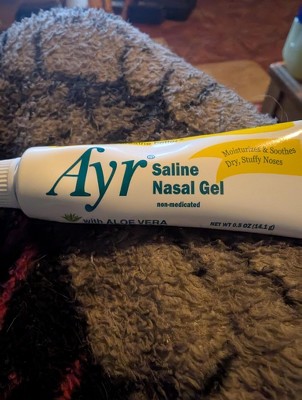 Ayr®
Saline
Nasal Gel
non-medicated
Moisturizes & Soothes
Dry, Stuffy Noses
with ALOE VERA
NET WT 0.5 OZ (14.1 g)